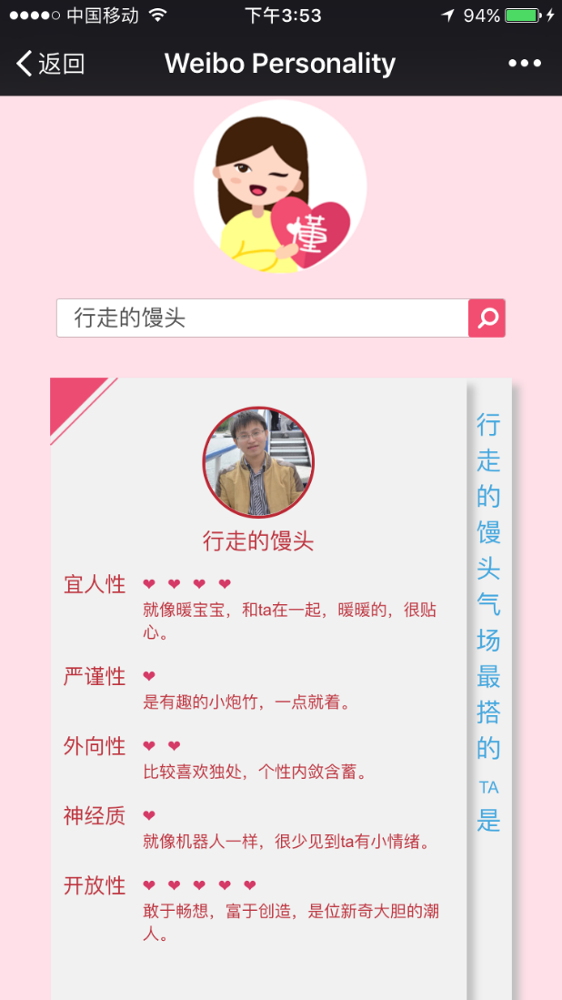 中国移动 下午3:53 94%
返回 Weibo Personality
懂
行走的馒头
行走的馒头
宜人性 ❤ ❤ ❤ ❤
就像暖宝宝，和ta在一起，暖暖的，很贴
心。
严谨性 ❤
是有趣的小炮竹，一点就着。
外向性 ❤ ❤
比较喜欢独处，个性内敛含蓄。
神经质 ❤
就像机器人一样，很少见到ta有小情绪。
开放性 ❤ ❤ ❤ ❤ ❤
敢于畅想，富于创造，是位新奇大胆的潮
人。
行走的馒头气场最搭的TA是